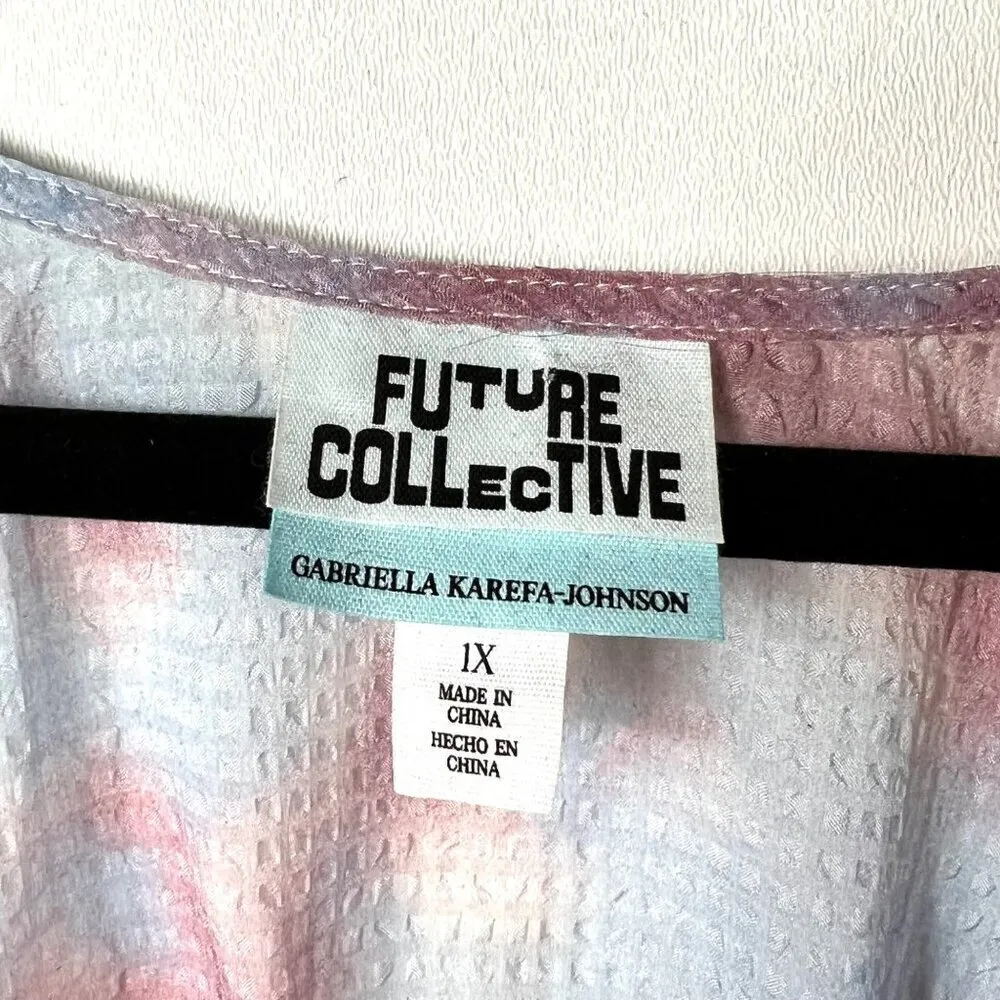 FUTURE
COLLECTIVE
GABRIELLA KAREFA-JOHNSON
1X
MADE IN
CHINA
HECHO EN
CHINA